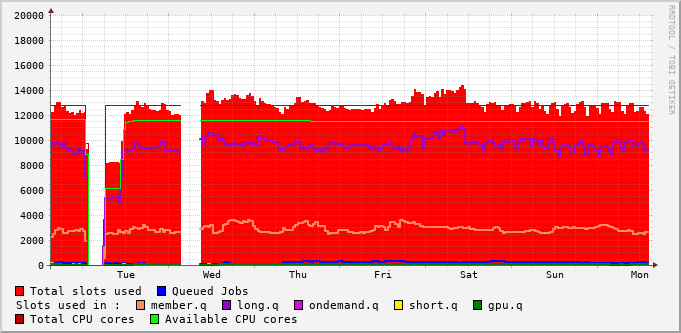 20000
18000
16000
14000
12000
10000
8000
6000
4000
2000
0
Tue Wed Thu Fri Sat Sun Mon
Total slots used Queued Jobs
Slots used in : member.q long.q ondemand.q short.q gpu.q
Total CPU cores Available CPU cores
RRDTOOL / TOBI OETIKER